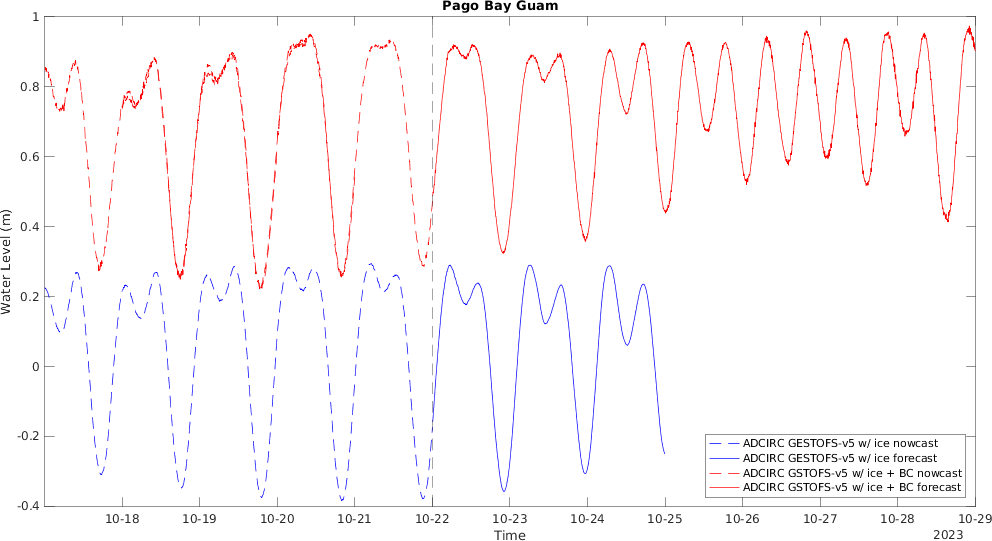 Pago Bay Guam
Water Level (m)
1
0.8
0.6
0.4
0.2
0
-0.2
-0.4
ADCIRC GESTOFS-v5 w/ ice nowcast
ADCIRC GESTOFS-v5 w/ ice forecast
ADCIRC GSTOFS-v5 w/ ice + BC nowcast
ADCIRC GSTOFS-v5 w/ ice + BC forecast
10-18 10-19 10-20 10-21 10-22 10-23 10-24 10-25 10-26 10-27 10-28 10-29
Time
2023